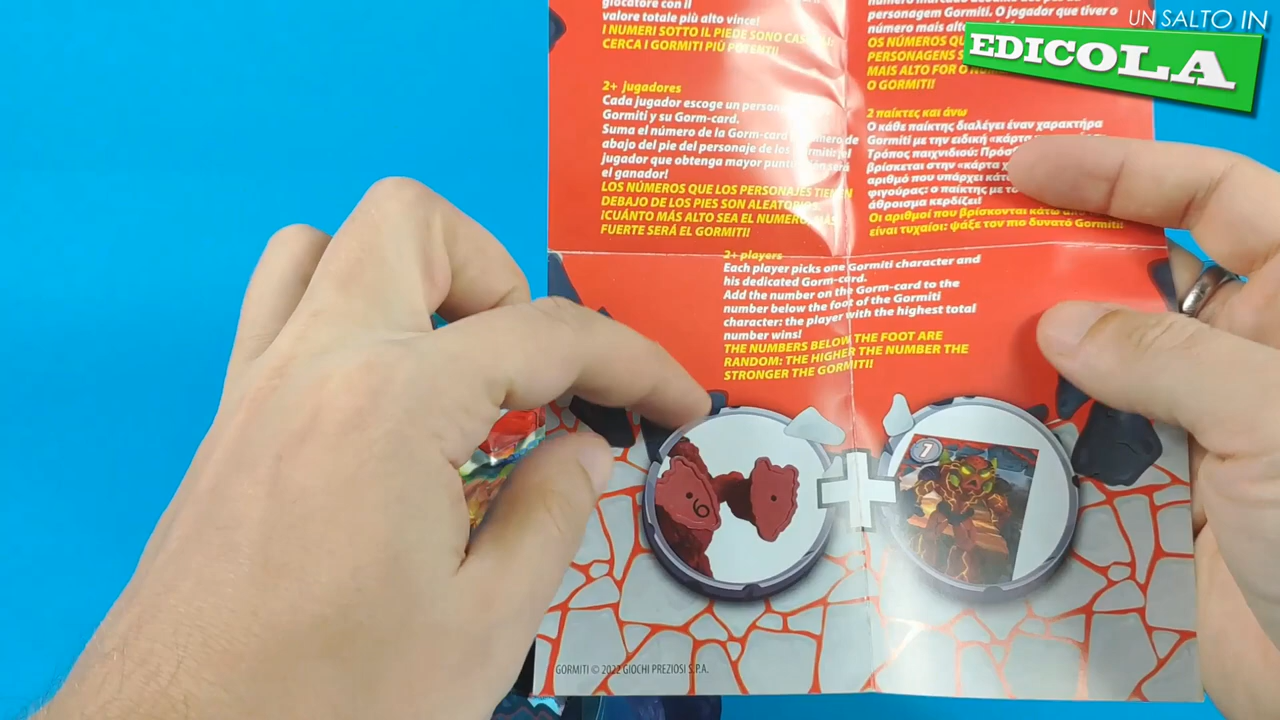 giocatore con il
valore totale più alto vince!
I NUMERI SOTTO IL PIEDE SONO
CERCA I GORMITI PIÙ POTENTI!
2+ jugadores
Cada jugador escoge un
Gormiti y su Gorm-card.
Suma el número de la Gorm-card
abajo del pie del personaje de los
jugador que obtenga mayor
el ganador!
LOS NÚMEROS QUE LOS PERSONAJES TIENEN
DEBAJO DE LOS PIES SON ALEATORIOS.
¡CUÁNTO MÁS ALTO SEA EL NUMERO, MÁS
FUERTE SERÁ EL GORMITI!
personagem Gormiti. O jogador que tiver o
número mais alto
OS NÚMEROS QUE
PERSONAGENS
MAIS ALTO FOR O
O GORMITI!
2 παίκτες και άνω
Ο κάθε παίκτης διαλέγει έναν χαρακτήρα
Gormiti με την ειδική
Τρόπος παιχνιδιού:
βρίσκεται στην «κάρτα
αριθμό που υπάρχει
φιγούρας: ο παίκτης με
άθροισμα κερδίζει!
Οι αριθμοί που βρίσκονται κάτω
είναι τυχαίοι: ψάξε τον πιο δυνατό Gormiti!
2+ players
Each player picks one Gormiti character and
his dedicated Gorm-card.
Add the number on the Gorm-card to the
number below the foot of the Gormiti
character: the player with the highest total
number wins!
THE NUMBERS BELOW THE FOOT ARE
RANDOM: THE HIGHER THE NUMBER THE
STRONGER THE GORMITI!
6
+
7
GORMITI © 2022 GIOCHI PREZIOSI S.P.A.
UN SALTO IN
EDICOLA